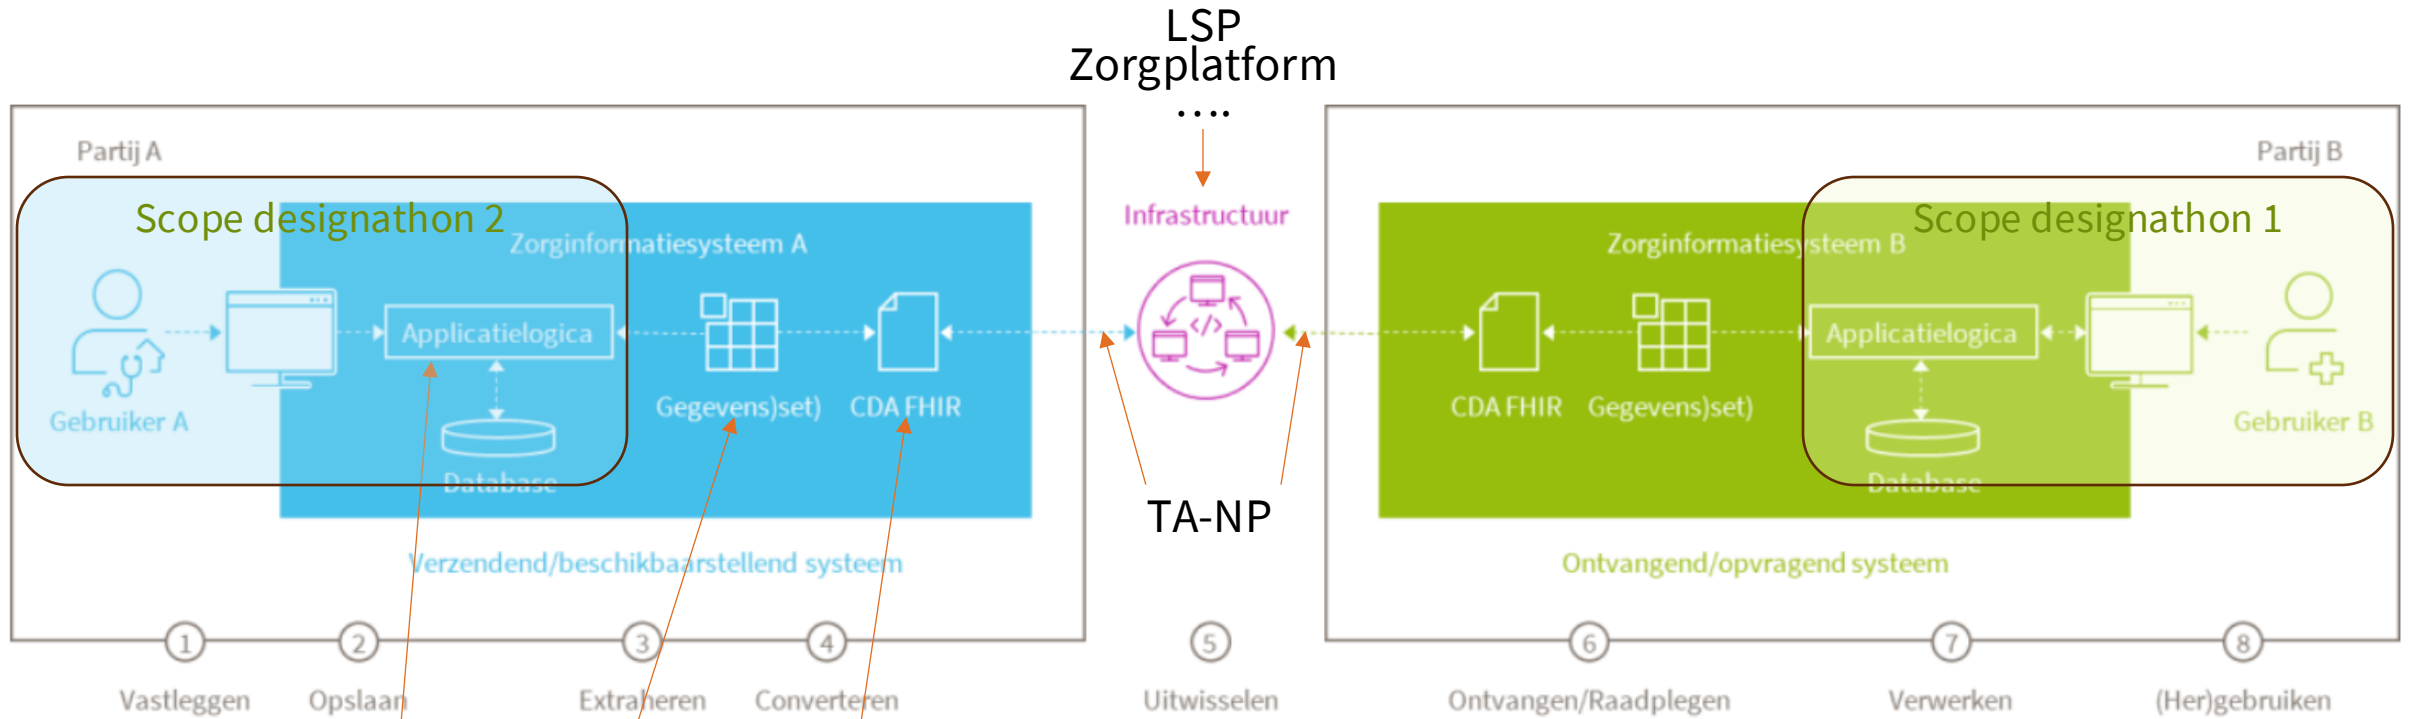 LSP
Zorgplatform
....
Partij A
Partij B
Scope designathon 2
Scope designathon 1
Infrastructuur
Zorginformatiesysteem A
Zorginformatiesysteem B
Applicatielogica
Applicatielogica
Gegevens)set)
CDA FHIR
CDA FHIR
Gegevens)set)
Gebruiker A
Gebruiker B
Database
Database
TA-NP
Verzendend/beschikbaarstellend systeem
Ontvangend/opvragend systeem
1
2
3
4
5
6
7
8
Vastleggen
Opslaan
Extraheren
Converteren
Uitwisselen
Ontvangen/Raadplegen
Verwerken
(Her)gebruiken